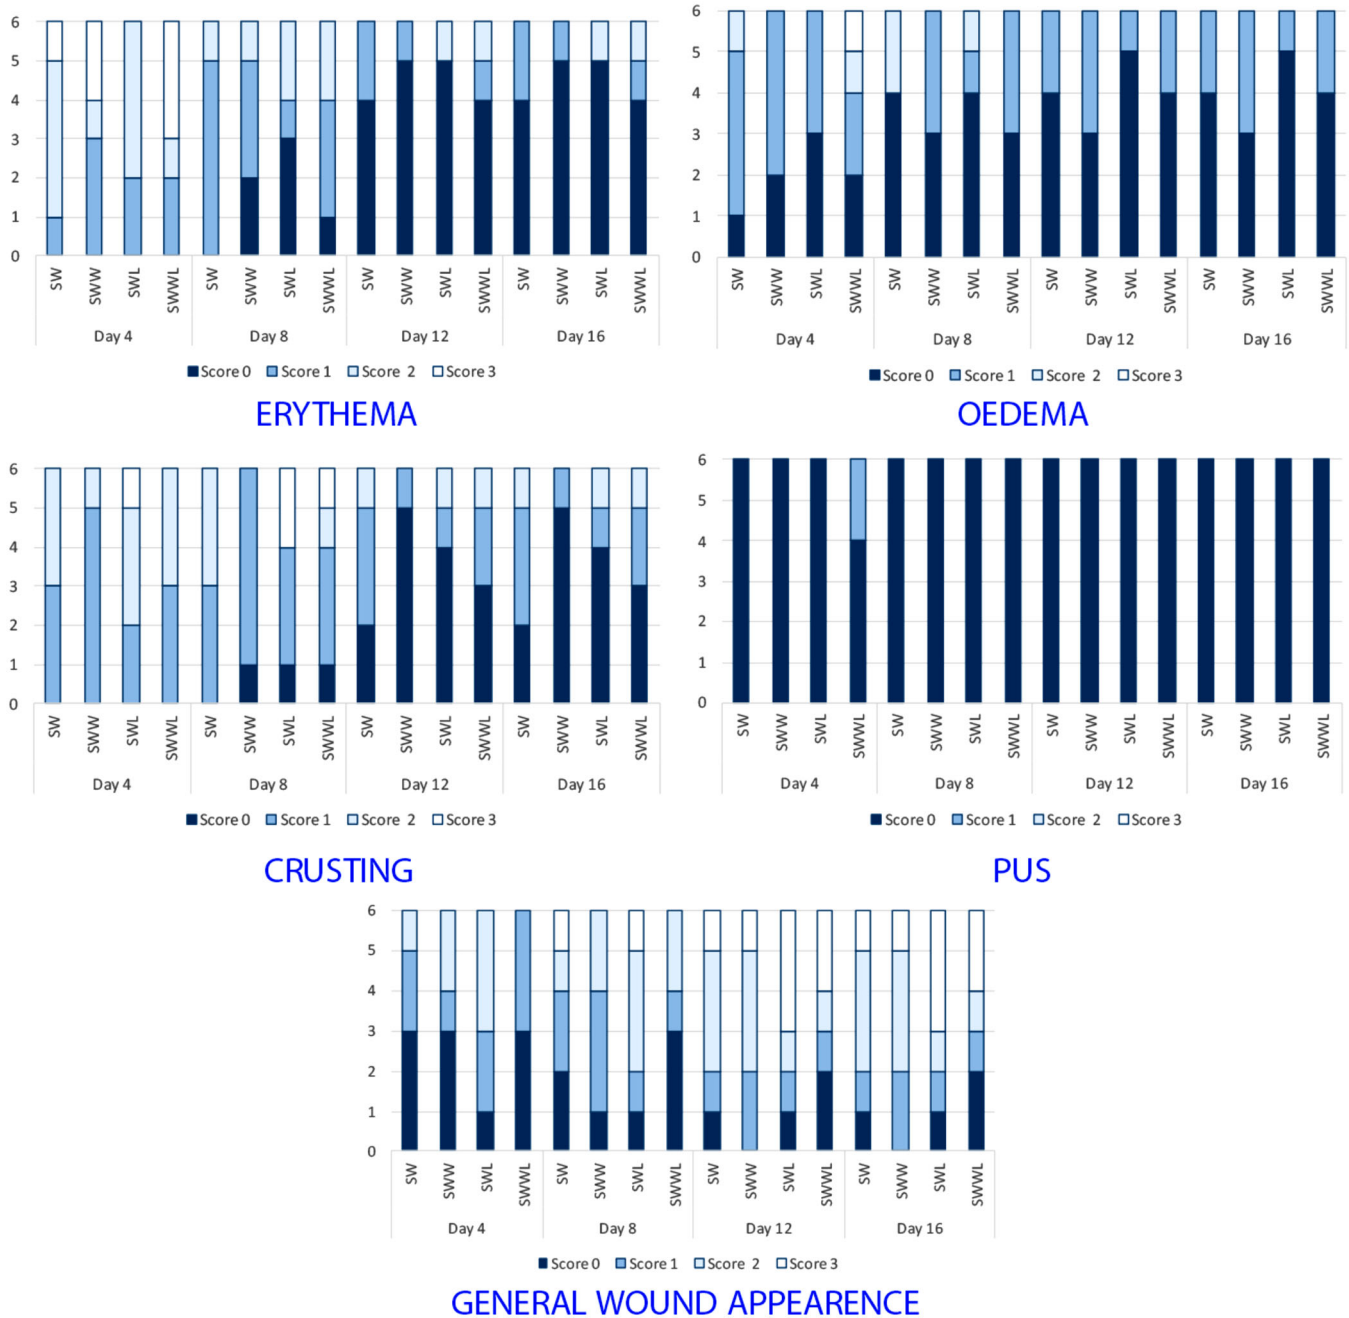 6
5
4
3
2
1
0
SW SWW SWL SWWL SW SWW SWL SWWL SW SWW SWL SWWL SW SWW SWL SWWL
Day 4 Day 8 Day 12 Day 16
Score 0 Score 1 Score 2 Score 3
ERYTHEMA
6
5
4
3
2
1
0
SW SWW SWL SWWL SW SWW SWL SWWL SW SWW SWL SWWL SW SWW SWL SWWL
Day 4 Day 8 Day 12 Day 16
Score 0 Score 1 Score 2 Score 3
OEDEMA
6
5
4
3
2
1
0
SW SWW SWL SWWL SW SWW SWL SWWL SW SWW SWL SWWL SW SWW SWL SWWL
Day 4 Day 8 Day 12 Day 16
Score 0 Score 1 Score 2 Score 3
CRUSTING
6
5
4
3
2
1
0
SW SWW SWL SWWL SW SWW SWL SWWL SW SWW SWL SWWL SW SWW SWL SWWL
Day 4 Day 8 Day 12 Day 16
Score 0 Score 1 Score 2 Score 3
PUS
6
5
4
3
2
1
0
SW SWW SWL SWWL SW SWW SWL SWWL SW SWW SWL SWWL SW SWW SWL SWWL
Day 4 Day 8 Day 12 Day 16
Score 0 Score 1 Score 2 Score 3
GENERAL WOUND APPEARENCE